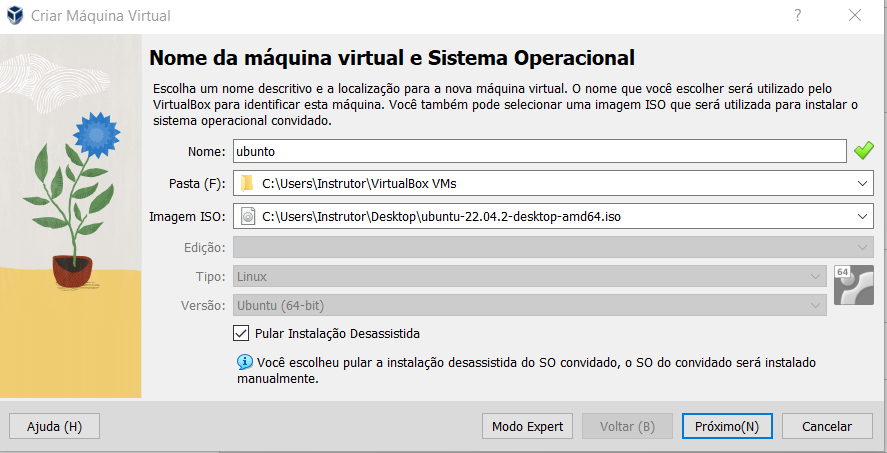 Criar Máquina Virtual
Nome da máquina virtual e Sistema Operacional
Escolha um nome descritivo e a localização para a nova máquina virtual. O nome que você escolher será utilizado pelo
VirtualBox para identificar esta máquina. Você também pode selecionar uma imagem ISO que será utilizada para instalar o
sistema operacional convidado.
Nome: ubunto
Pasta (F): C:\Users\Instrutor\VirtualBox VMs
Imagem ISO: C:\Users\Instrutor\Desktop\ubuntu-22.04.2-desktop-amd64.iso
Edição:
Tipo: Linux
64
Versão: Ubuntu (64-bit)
Pular Instalação Desassistida
Você escolheu pular a instalação desassistida do SO convidado, o SO do convidado será instalado
manualmente.
Ajuda (H) Modo Expert Voltar (B) Próximo(N) Cancelar